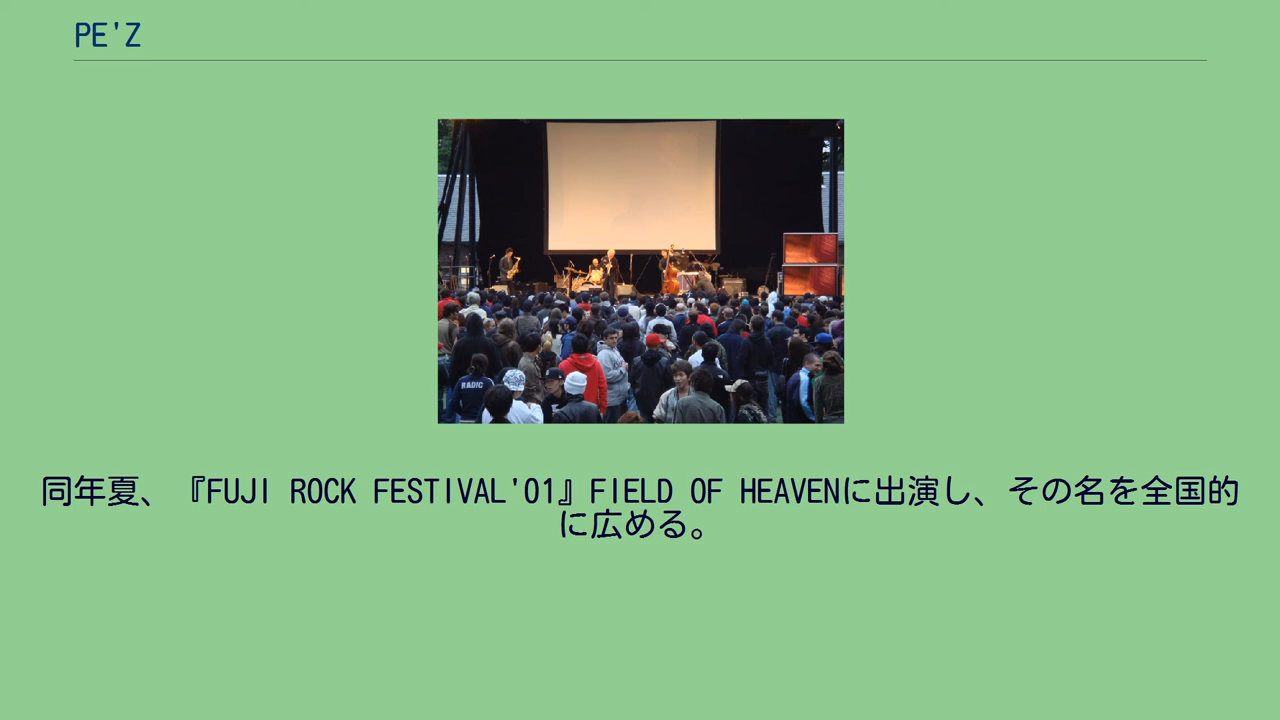 PE'Z
RADIC
同年夏、『FUJI ROCK FESTIVAL'01』FIELD OF HEAVENに出演し、その名を全国的
に広める。